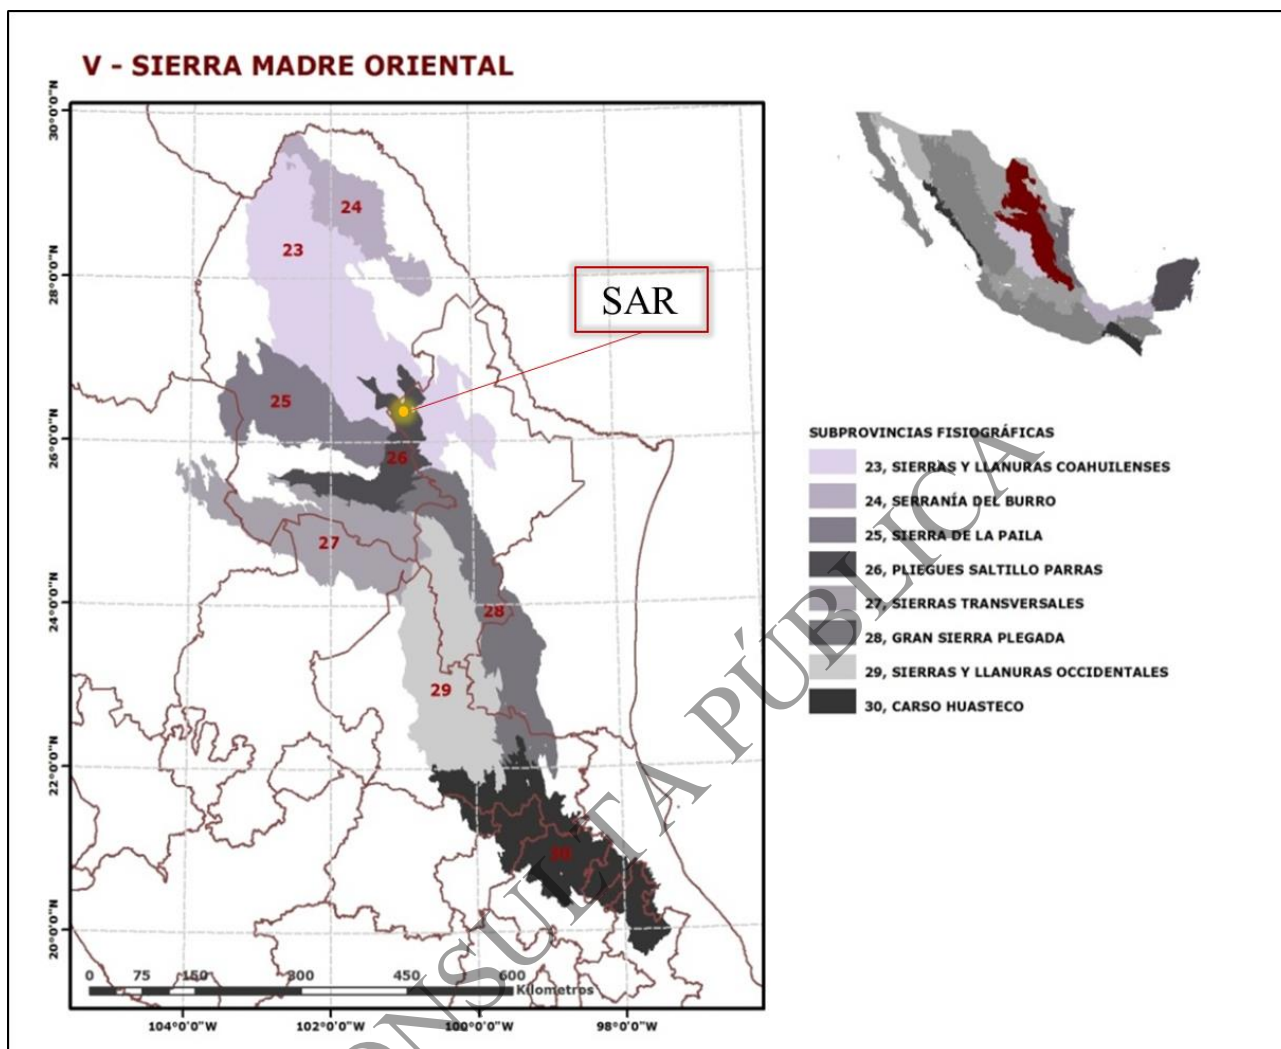 V - SIERRA MADRE ORIENTAL
30°0'0"N
28°0'0"N
26°0'0"N
24°0'0"N
22°0'0"N
20°0'0"N
24
23
SAR
25
26
27
28
29
30
0 75 150 300 450 600
Kilometros
104°0'0"W 102°0'0"W 100°0'0"W 98°0'0"W
SUBPROVINCIAS FISIOGRÁFICAS
23, SIERRAS Y LLANURAS COAHUILENSES
24, SERRANÍA DEL BURRO
25, SIERRA DE LA PAILA
26, PLIEGUES SALTILLO PARRAS
27, SIERRAS TRANSVERSALES
28, GRAN SIERRA PLEGADA
29, SIERRAS Y LLANURAS OCCIDENTALES
30, CARSO HUASTECO
CONSULTA PÚBLICA